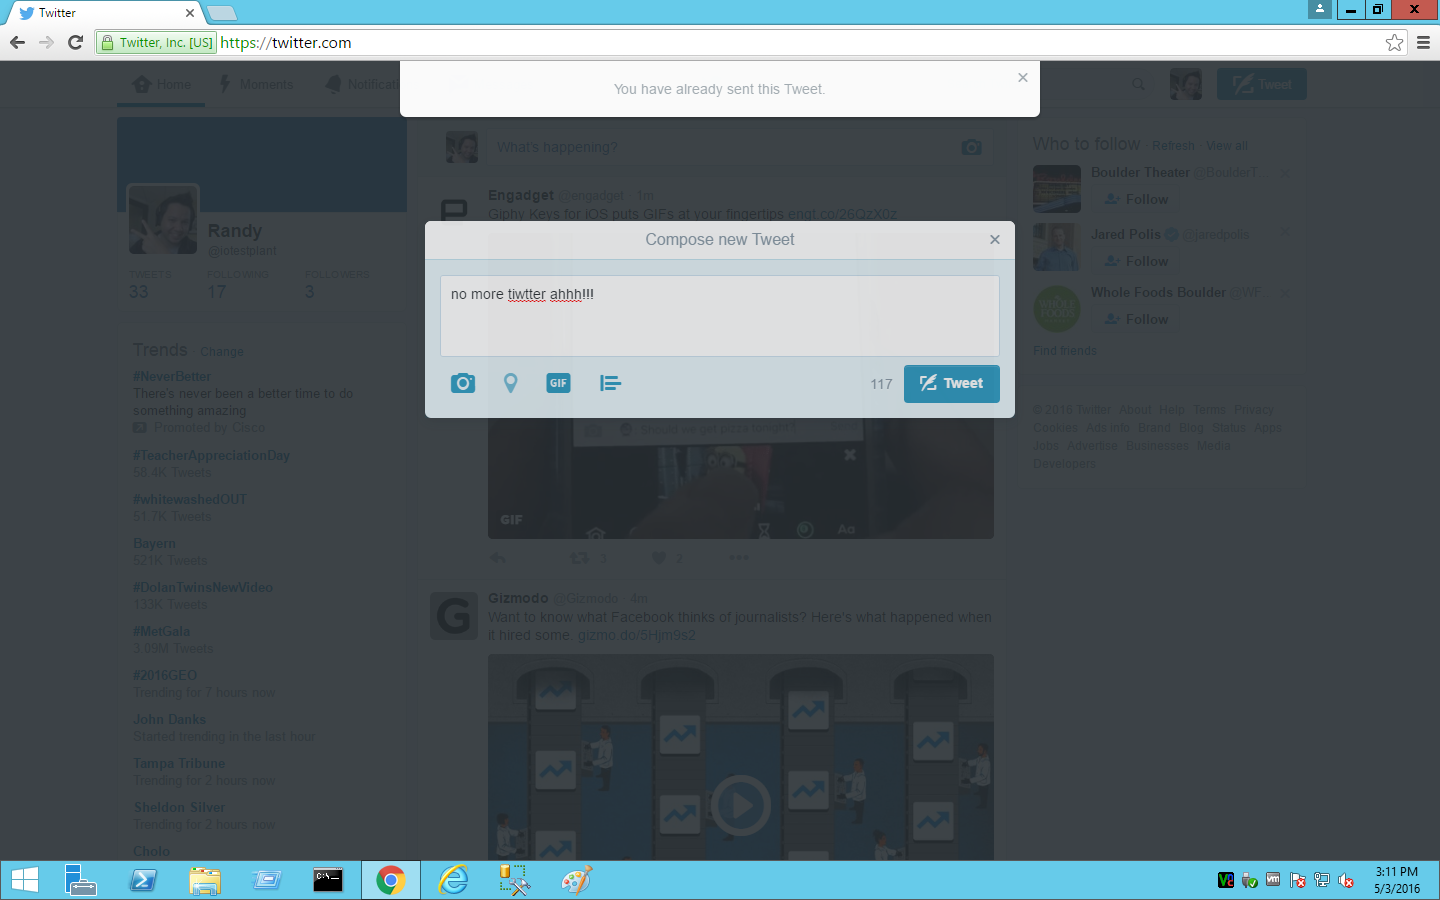 Twitter
Twitter, Inc. [US] https://twitter.com
You have already sent this Tweet.
Home Moments Tweet
What's happening?
Randy
TWEETS FOLLOWING FOLLOWERS
33 17 3
Trends Change
#NeverBetter
There's never been a better time to do
something amazing
Promoted by Cisco
#TeacherAppreciationDay
58.4K Tweets
#whitewashedOUT
51.7K Tweets
Bayern
521K Tweets
#DolanTwinsNewVideo
133K Tweets
#MetGala
3.09M Tweets
#2016GEO
Trending for 7 hours now
John Danks
Started trending in the last hour
Tampa Tribune
Trending for 2 hours now
Sheldon Silver
Trending for 2 hours now
Cholo
Engadget @engadget · 1m
Giphy Keys for iOS puts GIFs at your fingertips engt.co/26QzX0z
Compose new Tweet
no more tiwtter ahhh!!!
GIF
117 Tweet
Should we get pizza tonight?
GIF
Aa
3 2
Gizmodo @Gizmodo · 4m
Want to know what Facebook thinks of journalists? Here's what happened when
it hired some. gizmo.do/5Hjm9s2
G
Who to follow Refresh · View all
Boulder Theater @BoulderT...
Follow
Jared Polis @jaredpolis
Follow
WHOLE
FOODS
Whole Foods Boulder @WF...
Follow
Find friends
© 2016 Twitter About Help Terms Privacy
Cookies Ads info Brand Blog Status Apps
Jobs Advertise Businesses Media
Developers
3:11 PM
5/3/2016